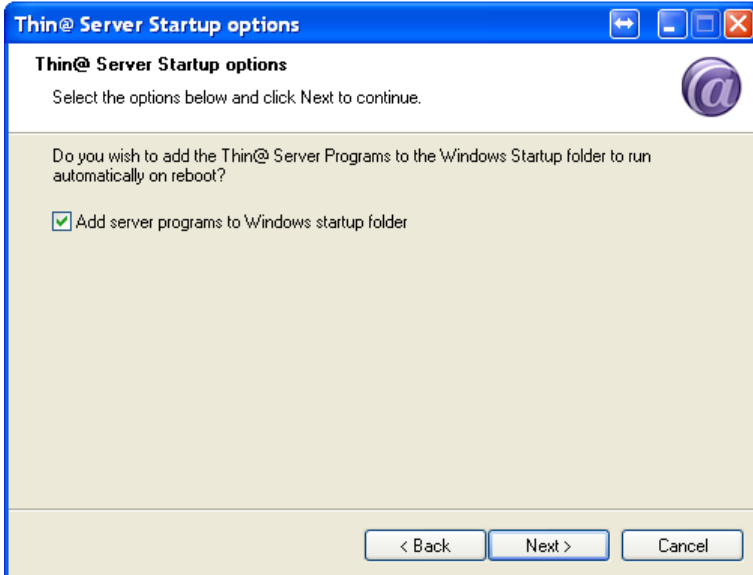 Thin@ Server Startup options
Thin@ Server Startup options
Select the options below and click Next to continue.
Do you wish to add the Thin@ Server Programs to the Windows Startup folder to run
automatically on reboot?
Add server programs to Windows startup folder
< Back Next > Cancel